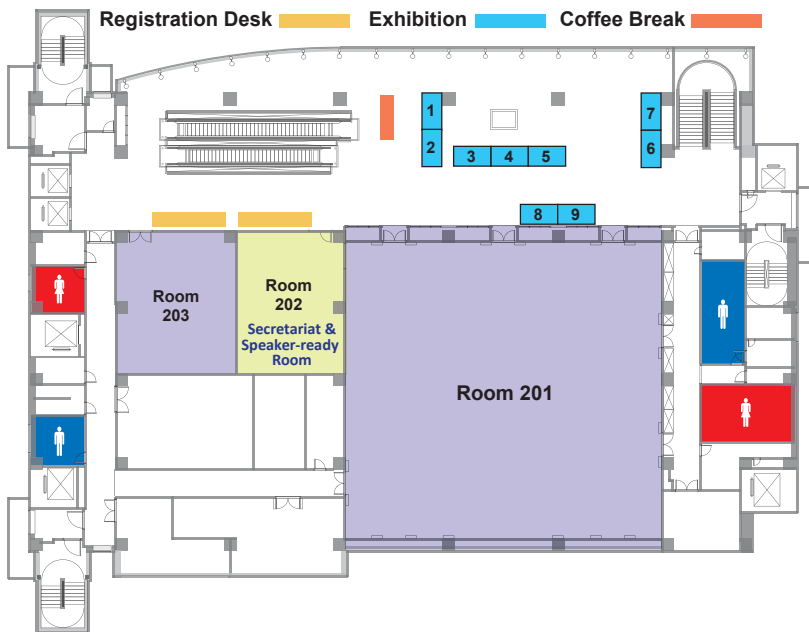 Registration Desk
Exhibition
Coffee Break
1
2
3
4
5
7
6
8
9
Room
203
Room
202
Secretariat &
Speaker-ready
Room
Room 201